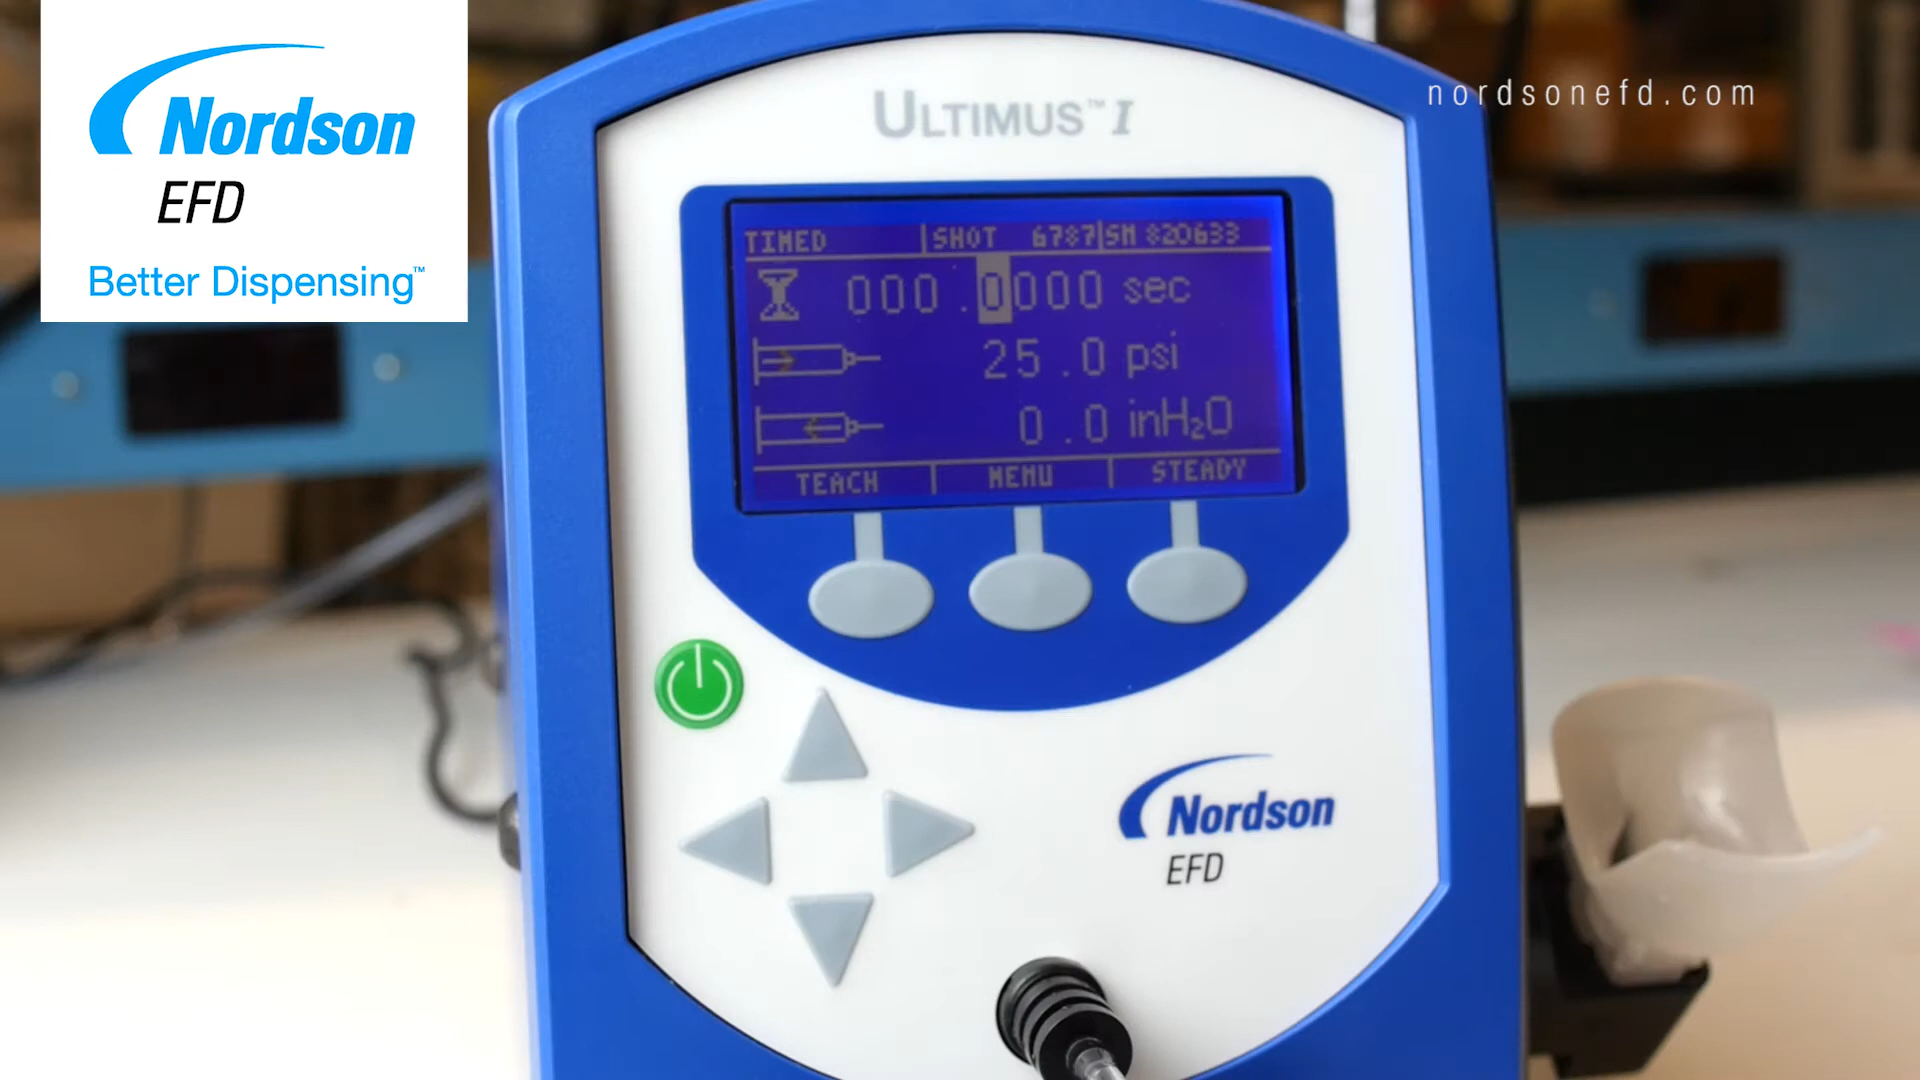 Nordson
EFD
Better Dispensing™
nordsonefd.com
ULTIMUS™ I
TIMED SHOT 6787 SN 820633
000.0000 sec
25.0 psi
0.0 inH₂O
TEACH MENU STEADY
Nordson
EFD